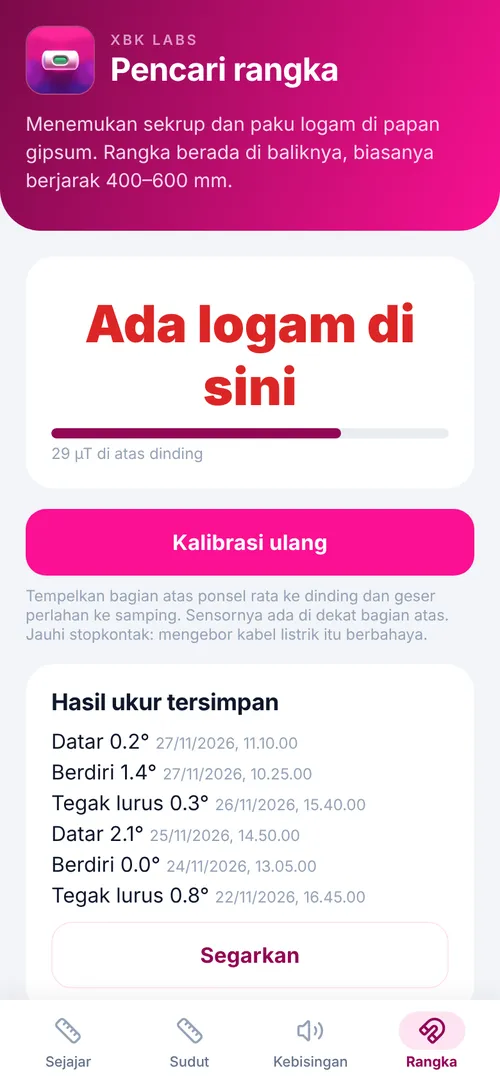 XBK LABS
Pencari rangka
Menemukan sekrup dan paku logam di papan
gipsum. Rangka berada di baliknya, biasanya
berjarak 400–600 mm.
Ada logam di
sini
29 µT di atas dinding
Kalibrasi ulang
Tempelkan bagian atas ponsel rata ke dinding dan geser
perlahan ke samping. Sensornya ada di dekat bagian atas.
Jauhi stopkontak: mengebor kabel listrik itu berbahaya.
Hasil ukur tersimpan
Datar 0.2° 27/11/2026, 11.10.00
Berdiri 1.4° 27/11/2026, 10.25.00
Tegak lurus 0.3° 26/11/2026, 15.40.00
Datar 2.1° 25/11/2026, 14.50.00
Berdiri 0.0° 24/11/2026, 13.05.00
Tegak lurus 0.8° 22/11/2026, 16.45.00
Segarkan
Sejajar
Sudut
Kebisingan
Rangka